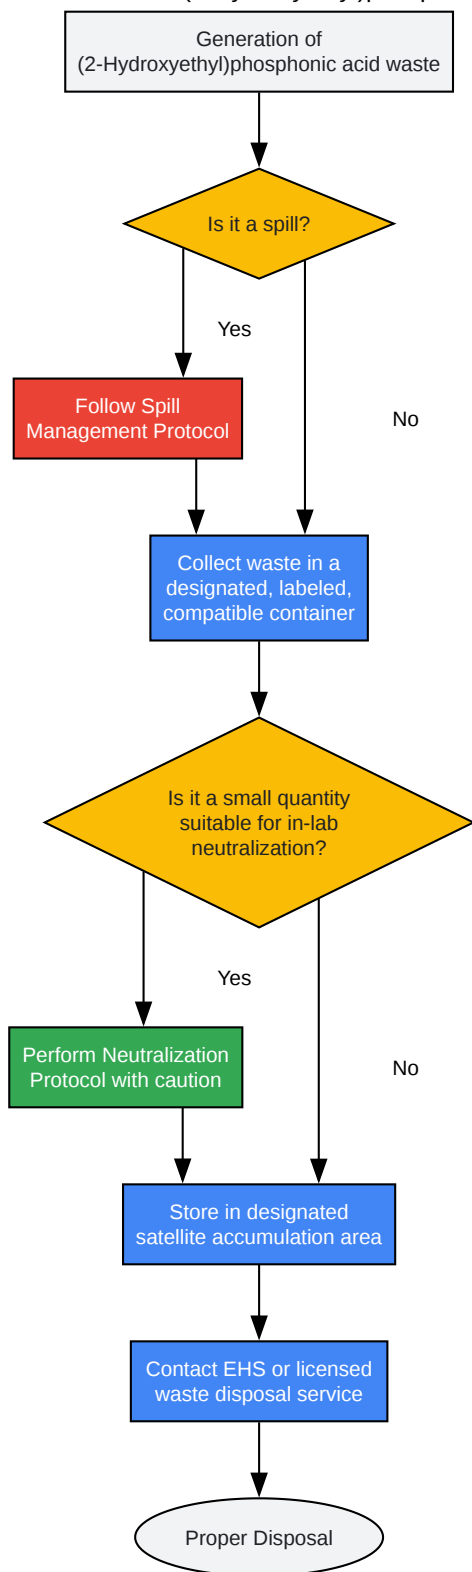 Generation of
(2-Hydroxyethyl)phosphonic acid waste
Is it a spill?
Yes
Follow Spill
Management Protocol
No
Collect waste in a
designated, labeled,
compatible container
Is it a small quantity
suitable for in-lab
neutralization?
Yes
Perform Neutralization
Protocol with caution
No
Store in designated
satellite accumulation area
Contact EHS or licensed
waste disposal service
Proper Disposal